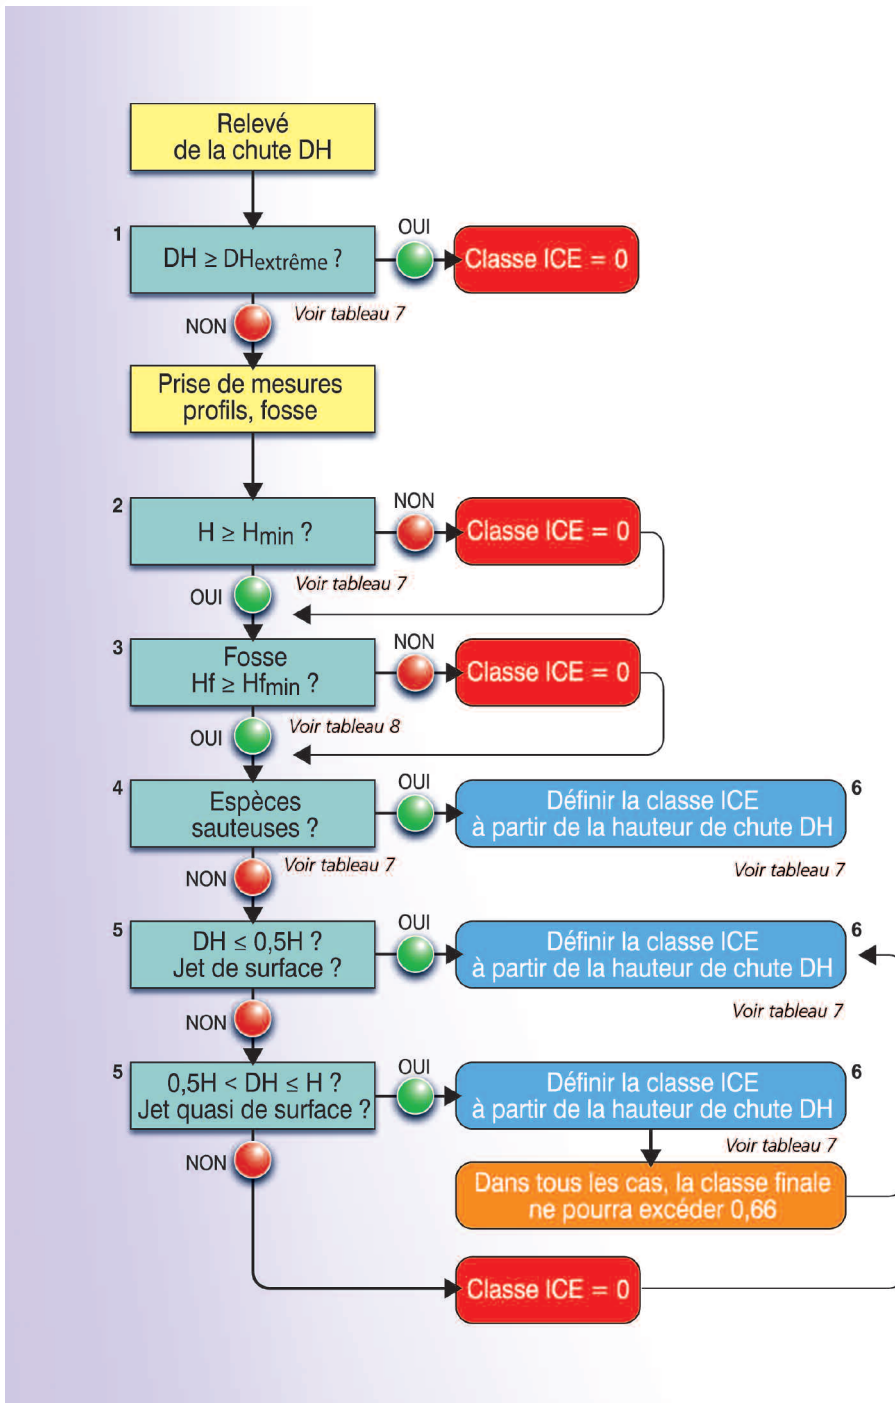 Relevé
de la chute DH
1
DH ≥ DHextrême ?
OUI
Classe ICE = 0
Voir tableau 7
NON
Prise de mesures
profils, fosse
2
H ≥ Hmin ?
NON
Classe ICE = 0
Voir tableau 7
OUI
3
Fosse
Hf ≥ Hfmin ?
NON
Classe ICE = 0
Voir tableau 8
OUI
4
Espèces
sauteuses ?
OUI
Définir la classe ICE
à partir de la hauteur de chute DH
6
Voir tableau 7
Voir tableau 7
NON
5
DH ≤ 0,5H ?
Jet de surface ?
OUI
Définir la classe ICE
à partir de la hauteur de chute DH
6
Voir tableau 7
NON
5
0,5H < DH ≤ H ?
Jet quasi de surface ?
OUI
Définir la classe ICE
à partir de la hauteur de chute DH
6
Voir tableau 7
NON
Dans tous les cas, la classe finale
ne pourra excéder 0,66
Classe ICE = 0